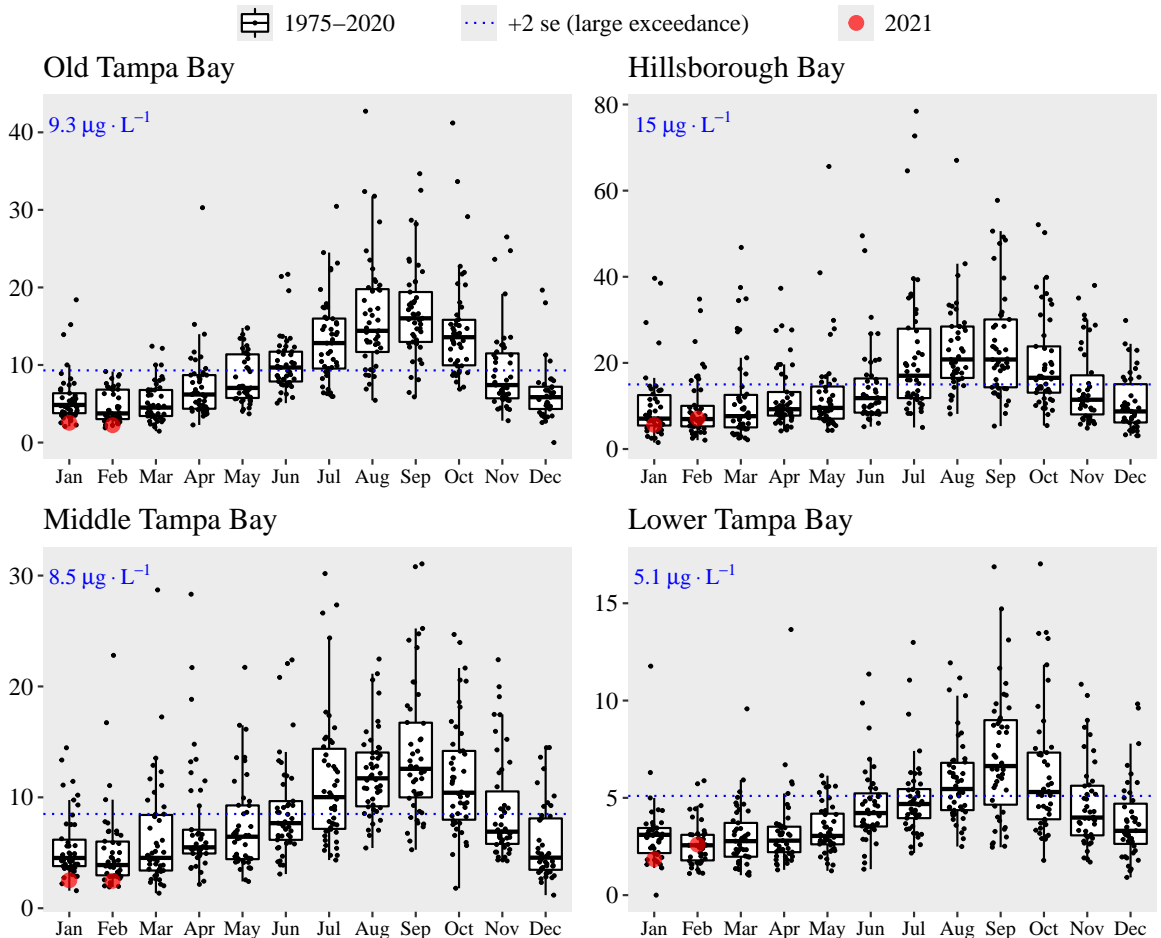 1975–2020 +2 se (large exceedance) 2021
Old Tampa Bay
9.3 μg · L⁻¹
40
30
20
10
0
Jan Feb Mar Apr May Jun Jul Aug Sep Oct Nov Dec
Hillsborough Bay
15 μg · L⁻¹
80
60
40
20
0
Jan Feb Mar Apr May Jun Jul Aug Sep Oct Nov Dec
Middle Tampa Bay
8.5 μg · L⁻¹
30
20
10
0
Jan Feb Mar Apr May Jun Jul Aug Sep Oct Nov Dec
Lower Tampa Bay
5.1 μg · L⁻¹
15
10
5
0
Jan Feb Mar Apr May Jun Jul Aug Sep Oct Nov Dec